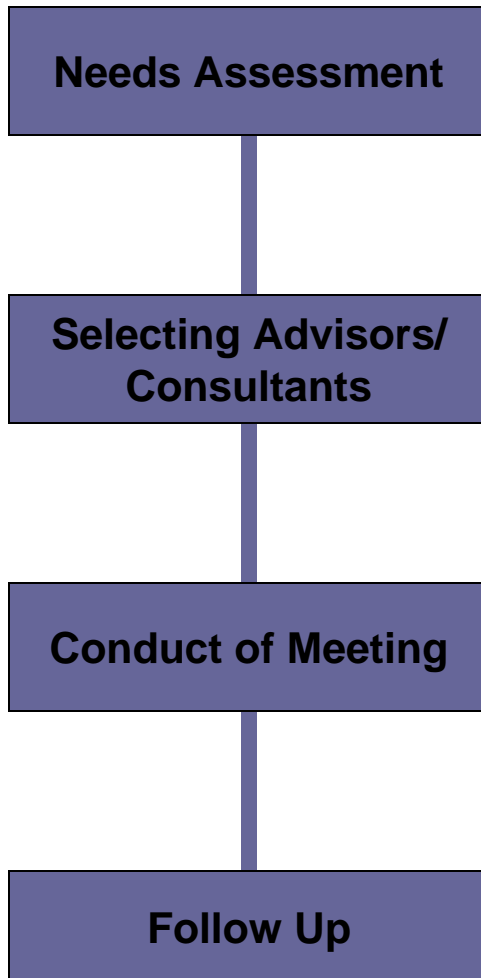 Needs Assessment
Selecting Advisors/
Consultants
Conduct of Meeting
Follow Up